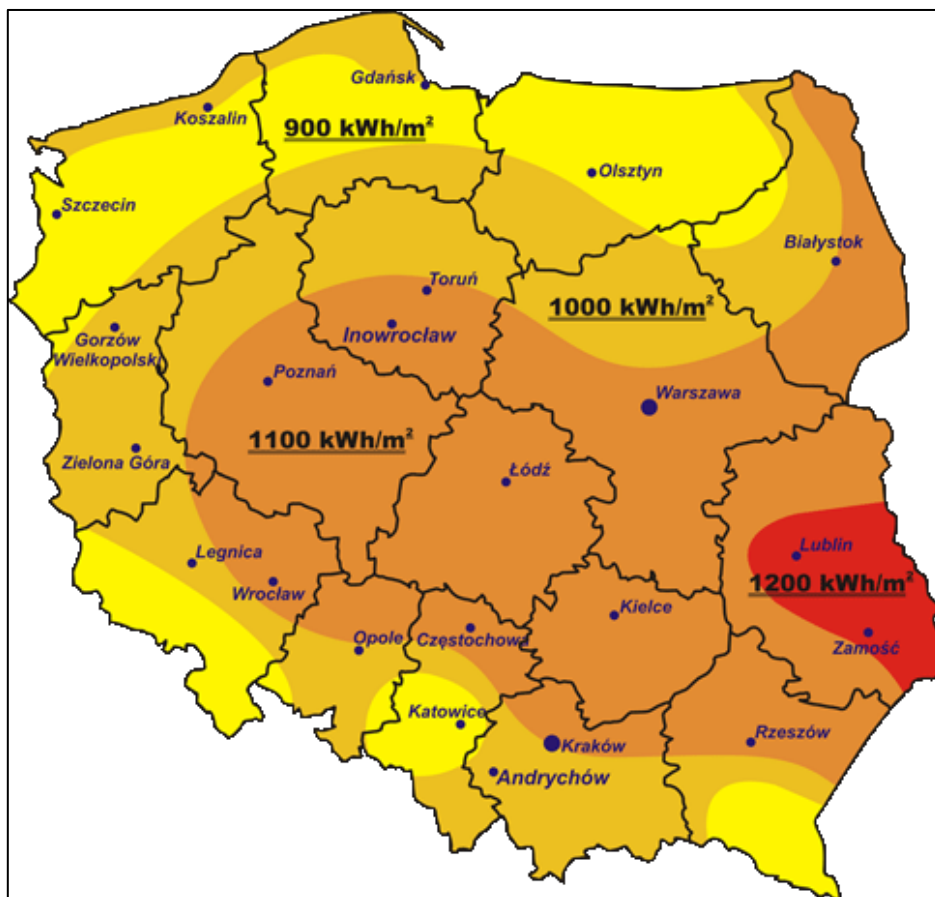 Gdańsk
Koszalin
900 kWh/m²
Olsztyn
Szczecin
Białystok
Toruń
1000 kWh/m²
Inowrocław
Gorzów
Wielkopolski
Poznań
Warszawa
1100 kWh/m²
Zielona Góra
Łódź
Legnica
Lublin
1200 kWh/m²
Wrocław
Kielce
Opole
Częstochowa
Zamość
Katowice
Kraków
Rzeszów
Andrychów